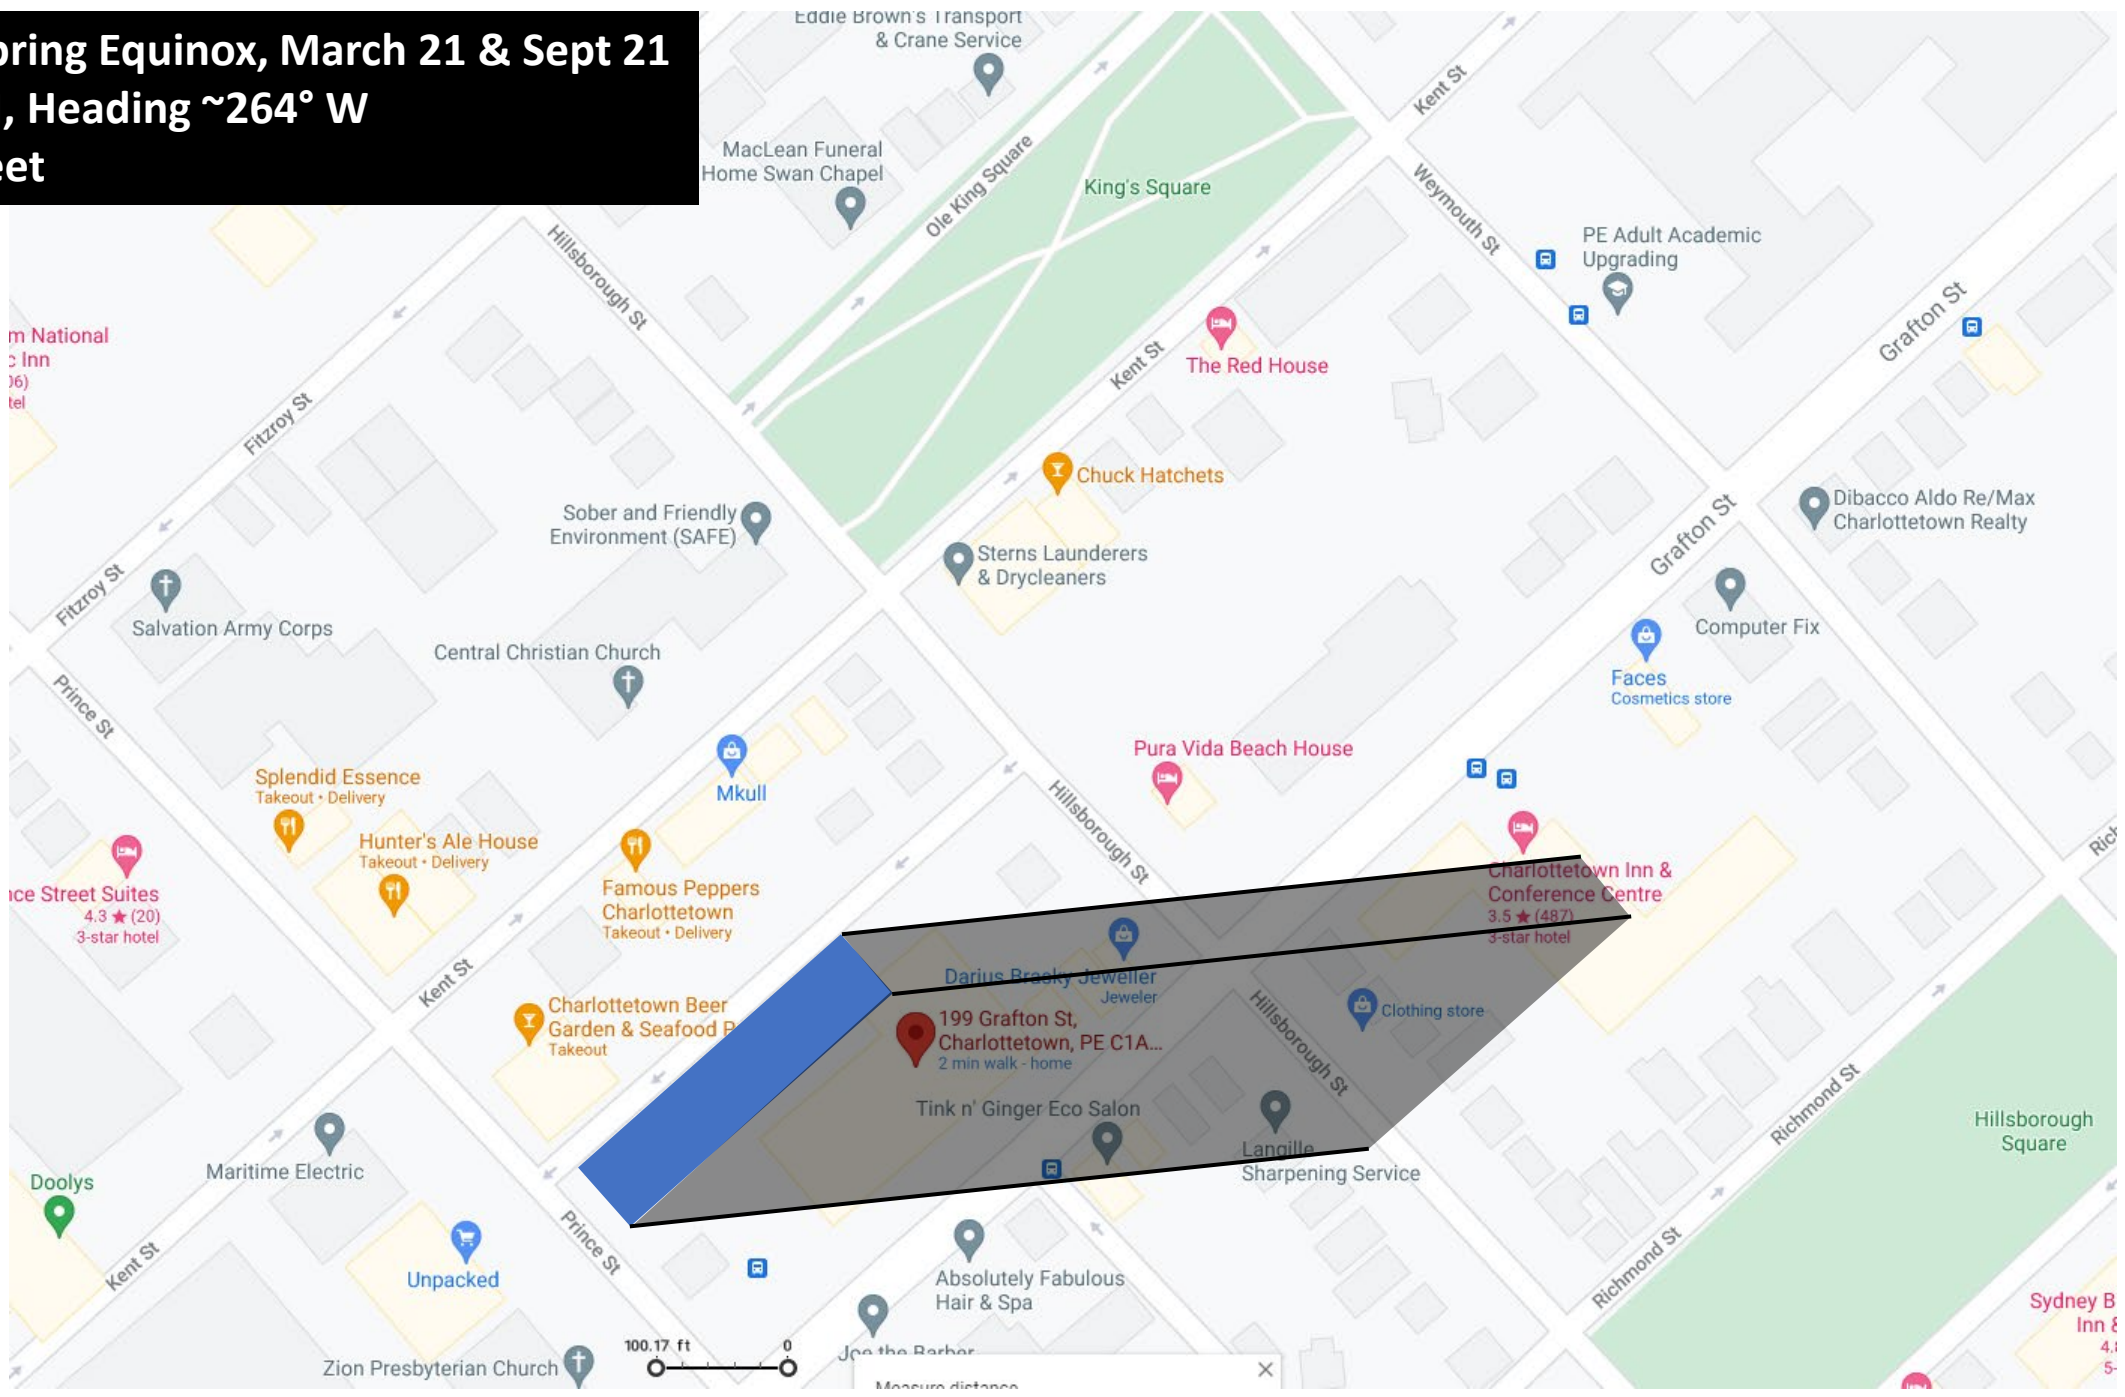 pring Equinox, March 21 & Sept 21
, Heading ~264° W
eet
Eddie Brown's Transport
& Crane Service
Kent St
MacLean Funeral
Home Swan Chapel
Ole King Square
King's Square
Weymouth St
PE Adult Academic
Upgrading
Hillsborough St
Grafton St
m National
c Inn
06)
tel
Fitzroy St
Kent St
The Red House
Chuck Hatchets
Sober and Friendly
Environment (SAFE)
Dibacco Aldo Re/Max
Charlottetown Realty
Grafton St
Sterns Launderers
& Drycleaners
Fitzroy St
Salvation Army Corps
Central Christian Church
Computer Fix
Faces
Cosmetics store
Prince St
Pura Vida Beach House
Splendid Essence
Takeout • Delivery
Mkull
Hunter's Ale House
Takeout • Delivery
Hillsborough St
Rich
nce Street Suites
4.3 ★ (20)
3-star hotel
Famous Peppers
Charlottetown
Takeout • Delivery
Charlottetown Inn &
Conference Centre
3.5 ★ (487)
3-star hotel
Kent St
Darius Brasky Jeweller
Jeweler
Charlottetown Beer
Garden & Seafood P
Takeout
199 Grafton St,
Charlottetown, PE C1A...
2 min walk - home
Clothing store
Hillsborough St
Tink n' Ginger Eco Salon
Richmond St
Hillsborough
Square
Maritime Electric
Langille
Sharpening Service
Doolys
Prince St
Kent St
Unpacked
Absolutely Fabulous
Hair & Spa
Richmond St
Sydney B
Inn &
4.8
5-
100.17 ft
0
Zion Presbyterian Church
Joe the Barber
Measure distance